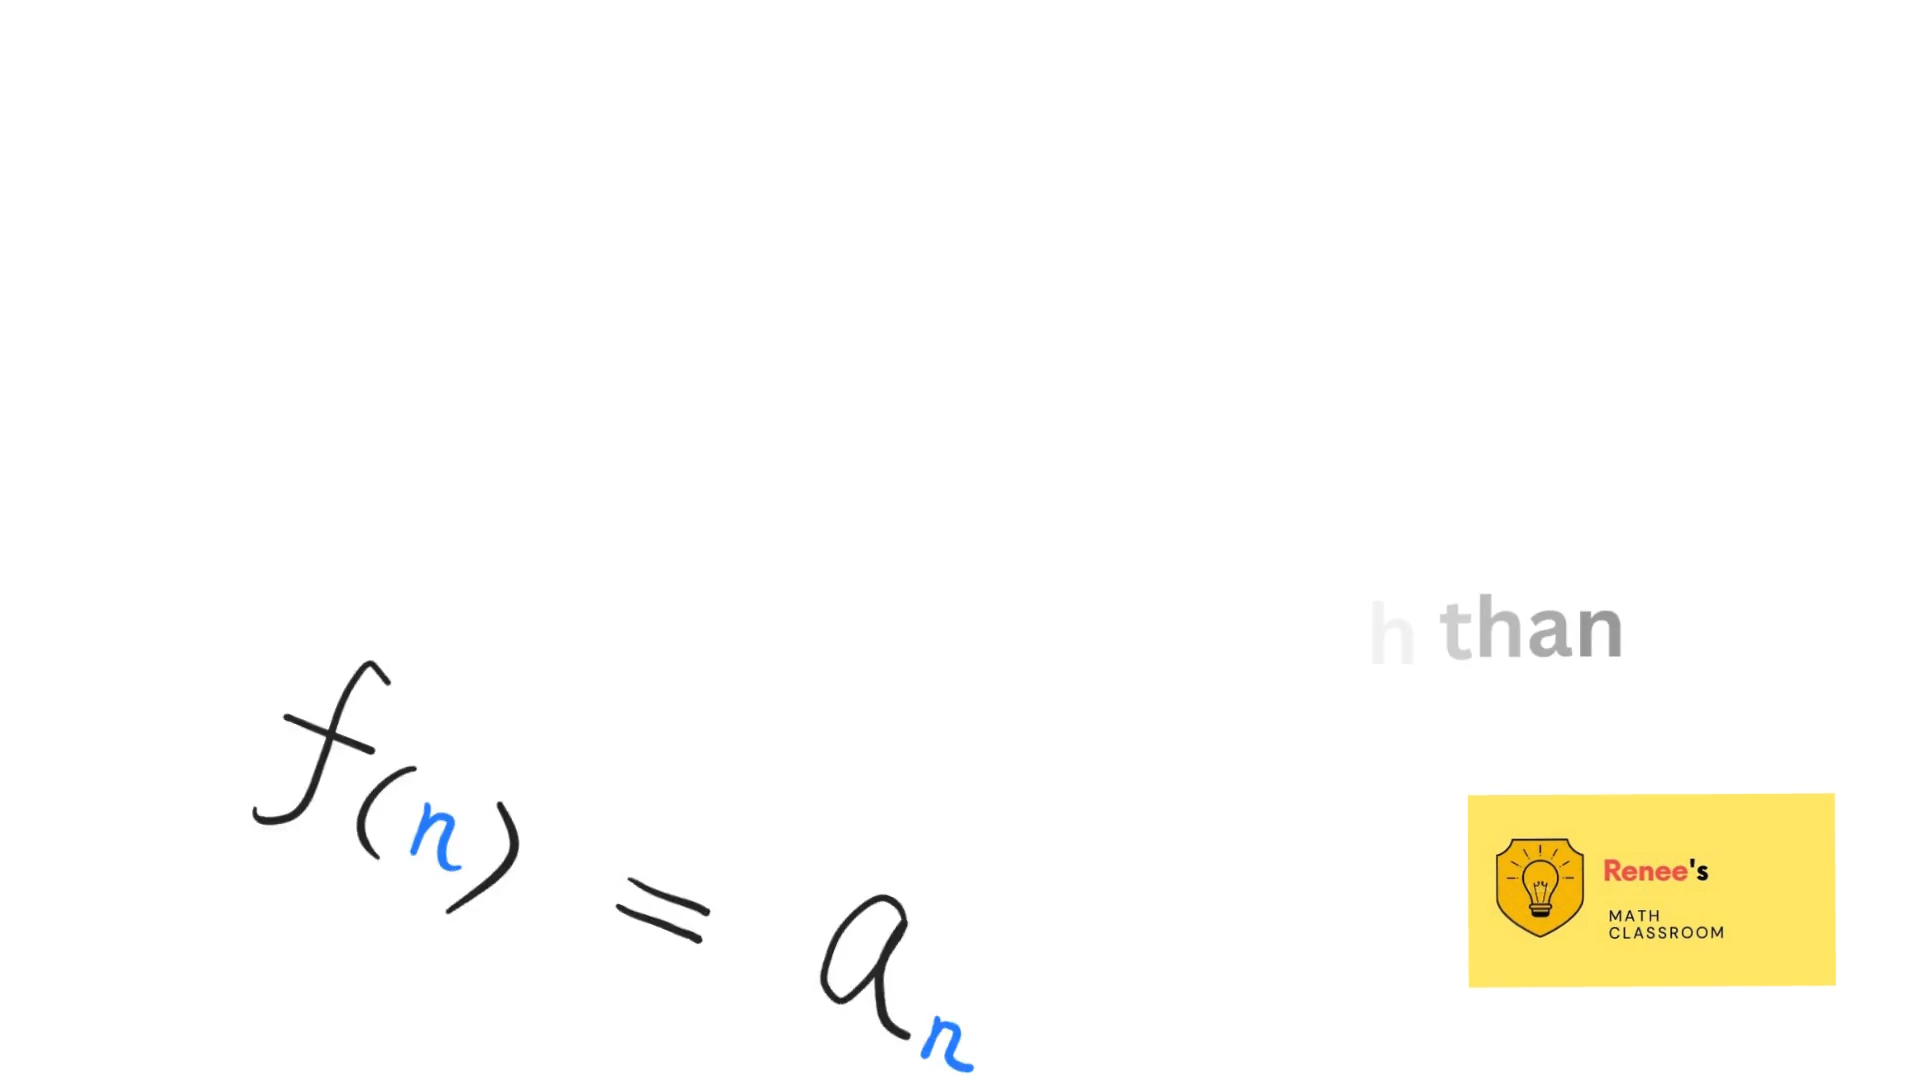 h than
f(n) = aₙ
Renee's
MATH
CLASSROOM